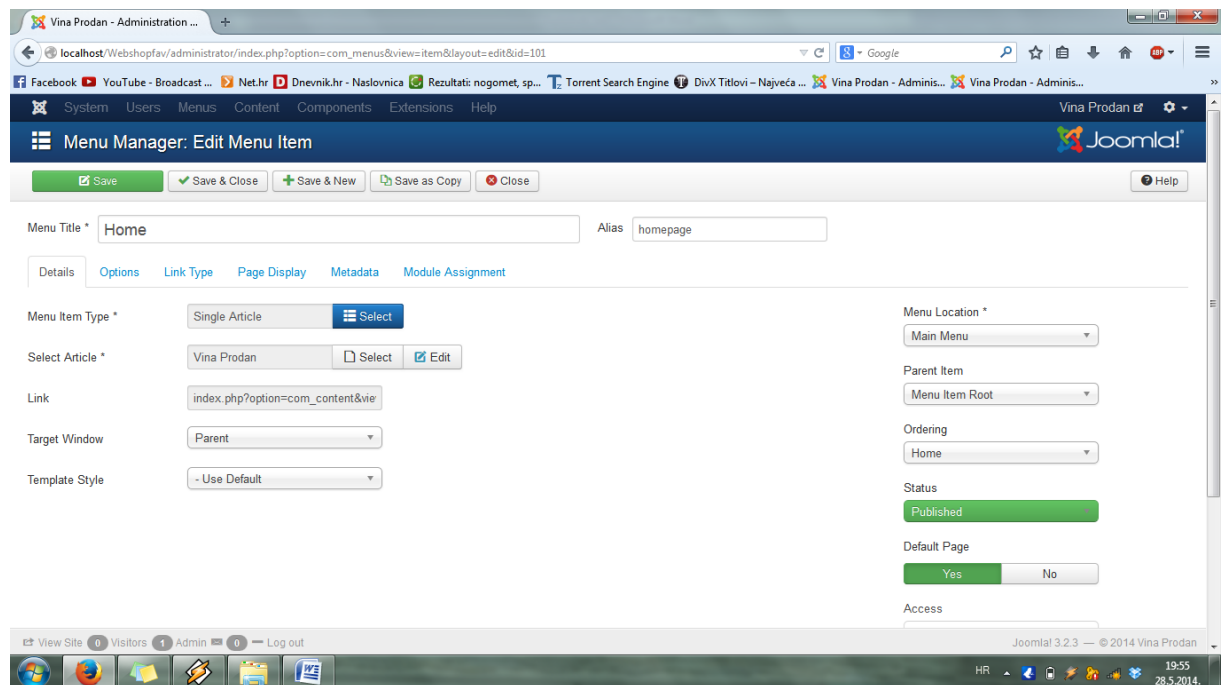 Vina Prodan - Administration ...
localhost/Webshopfav/administrator/index.php?option=com_menus&view=item&layout=edit&id=101
8 - Google
ABP
Facebook YouTube - Broadcast ... Net.hr D Dnevnik.hr - Naslovnica Rezultati: nogomet, sp... Torrent Search Engine DivX Titlovi – Najveća ... Vina Prodan - Adminis... Vina Prodan - Adminis... »
System Users Menus Content Components Extensions Help Vina Prodan
Menu Manager: Edit Menu Item Joomla!
Save Save & Close Save & New Save as Copy Close Help
Menu Title * Home Alias homepage
Details Options Link Type Page Display Metadata Module Assignment
Menu Item Type * Single Article Select
Select Article * Vina Prodan Select Edit
Link index.php?option=com_content&vie
Target Window Parent
Template Style - Use Default
Menu Location *
Main Menu
Parent Item
Menu Item Root
Ordering
Home
Status
Published
Default Page
Yes No
Access
View Site 0 Visitors 1 Admin 0 Log out Joomla! 3.2.3 — © 2014 Vina Prodan
HR 19:55
28.5.2014.